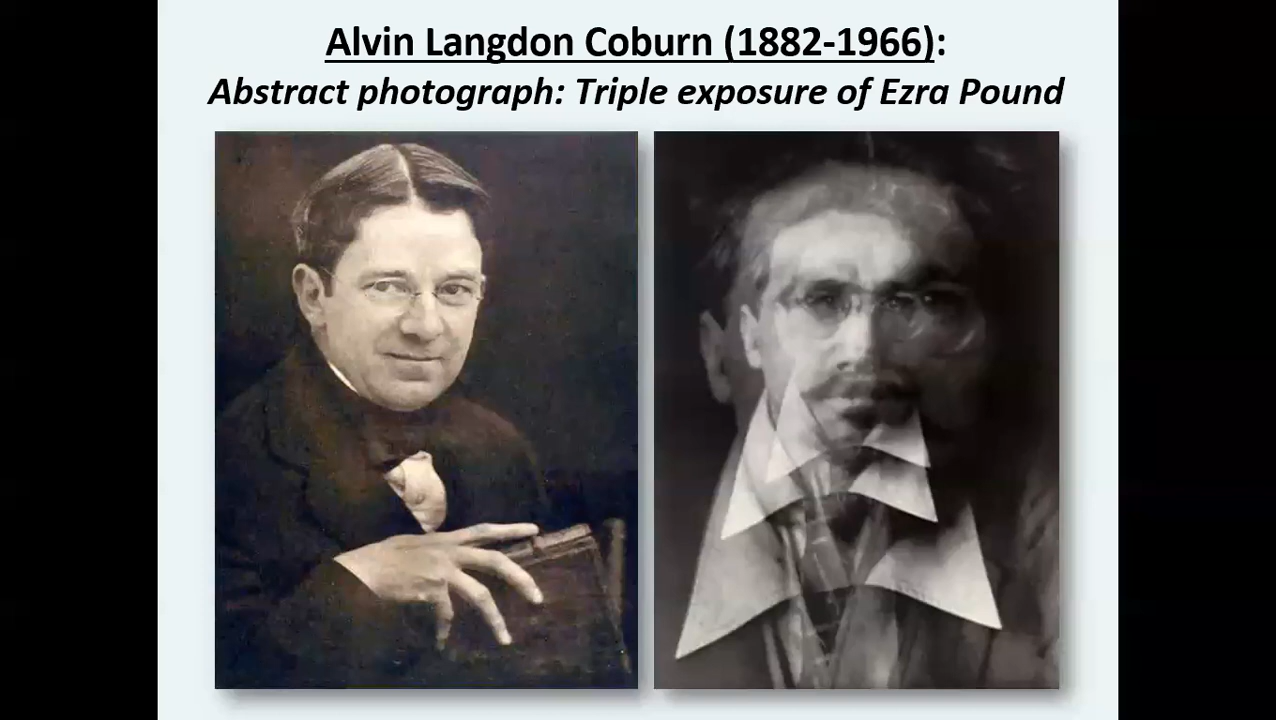 Alvin Langdon Coburn (1882-1966):
Abstract photograph: Triple exposure of Ezra Pound